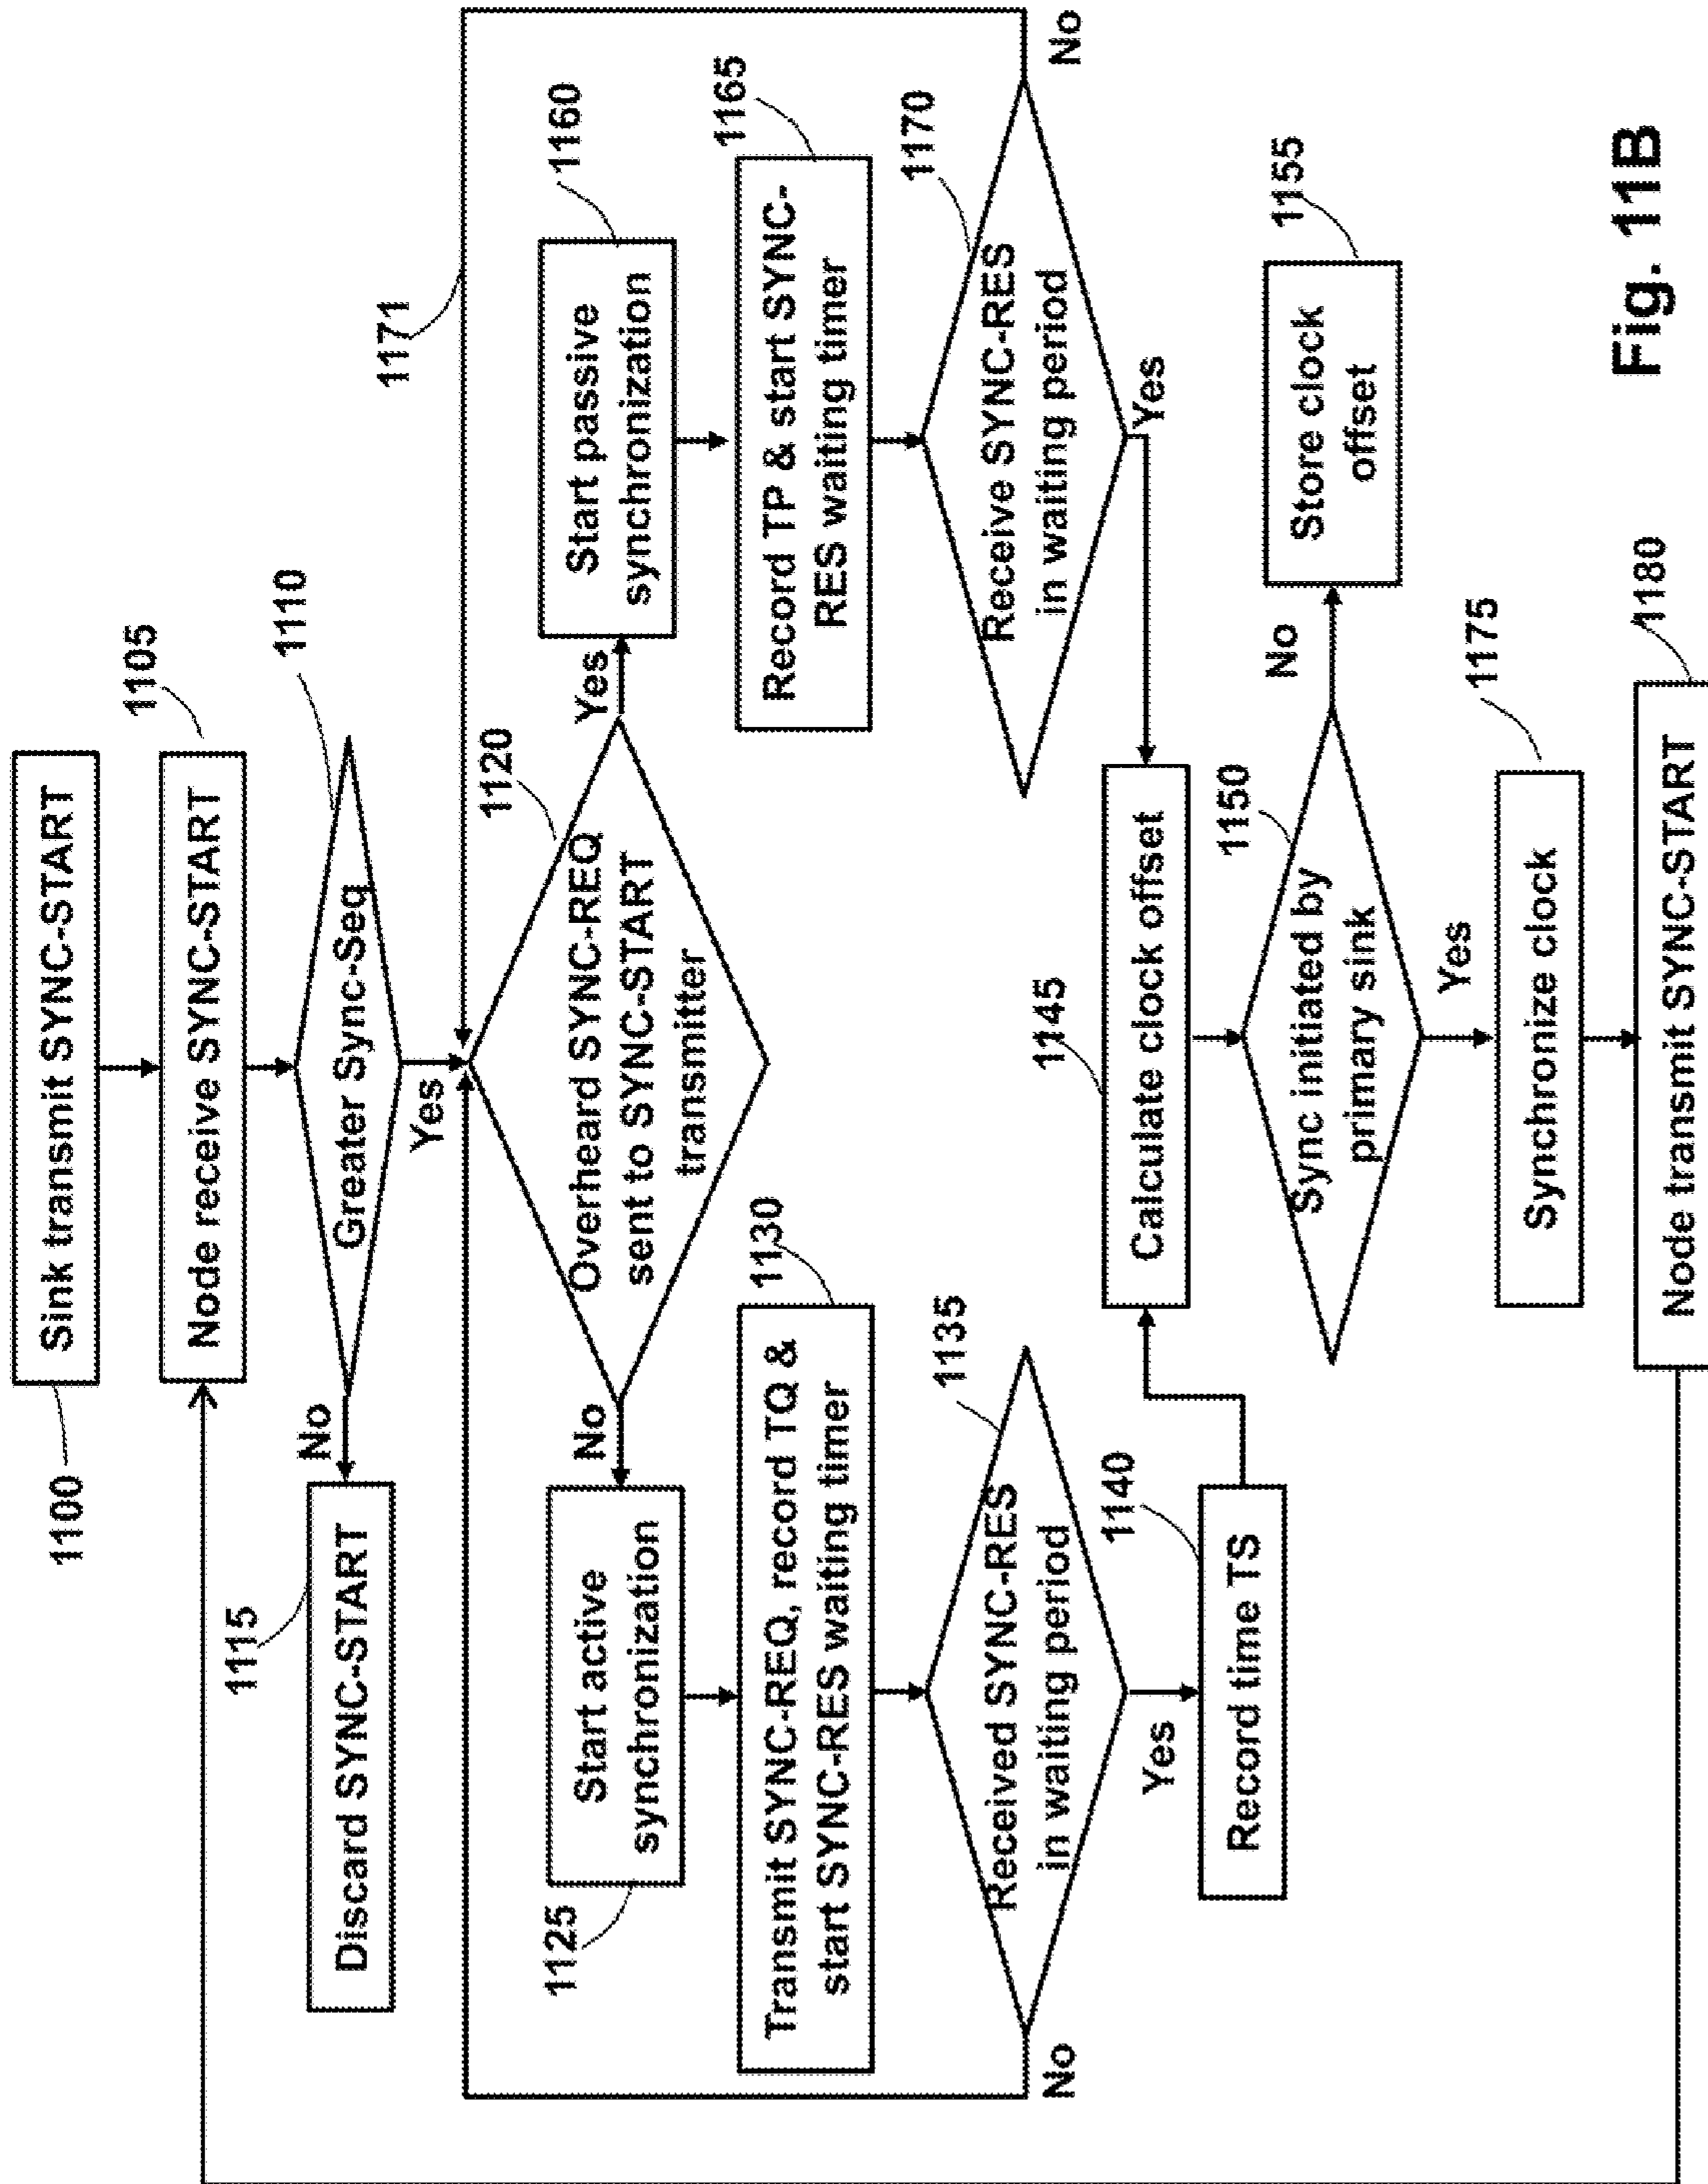 Sink transmit SYNC-START
1100
Node receive SYNC-START
1105
Greater Sync-Seq
1110
No
Yes
Discard SYNC-START
1115
1171
Overheard SYNC-REQ
sent to SYNC-START
transmitter
1120
No
Yes
Start active
synchronization
1125
Start passive
synchronization
1160
Transmit SYNC-REQ, record TQ &
start SYNC-RES waiting timer
1130
Record TP & start SYNC-
RES waiting timer
1165
Received SYNC-RES
in waiting period
1135
No
Yes
Receive SYNC-RES
in waiting period
1170
No
Yes
Record time TS
1140
Calculate clock offset
1145
Sync initiated by
primary sink
1150
No
Yes
Store clock
offset
1155
Synchronize clock
1175
Node transmit SYNC-START
1180
Fig. 11B